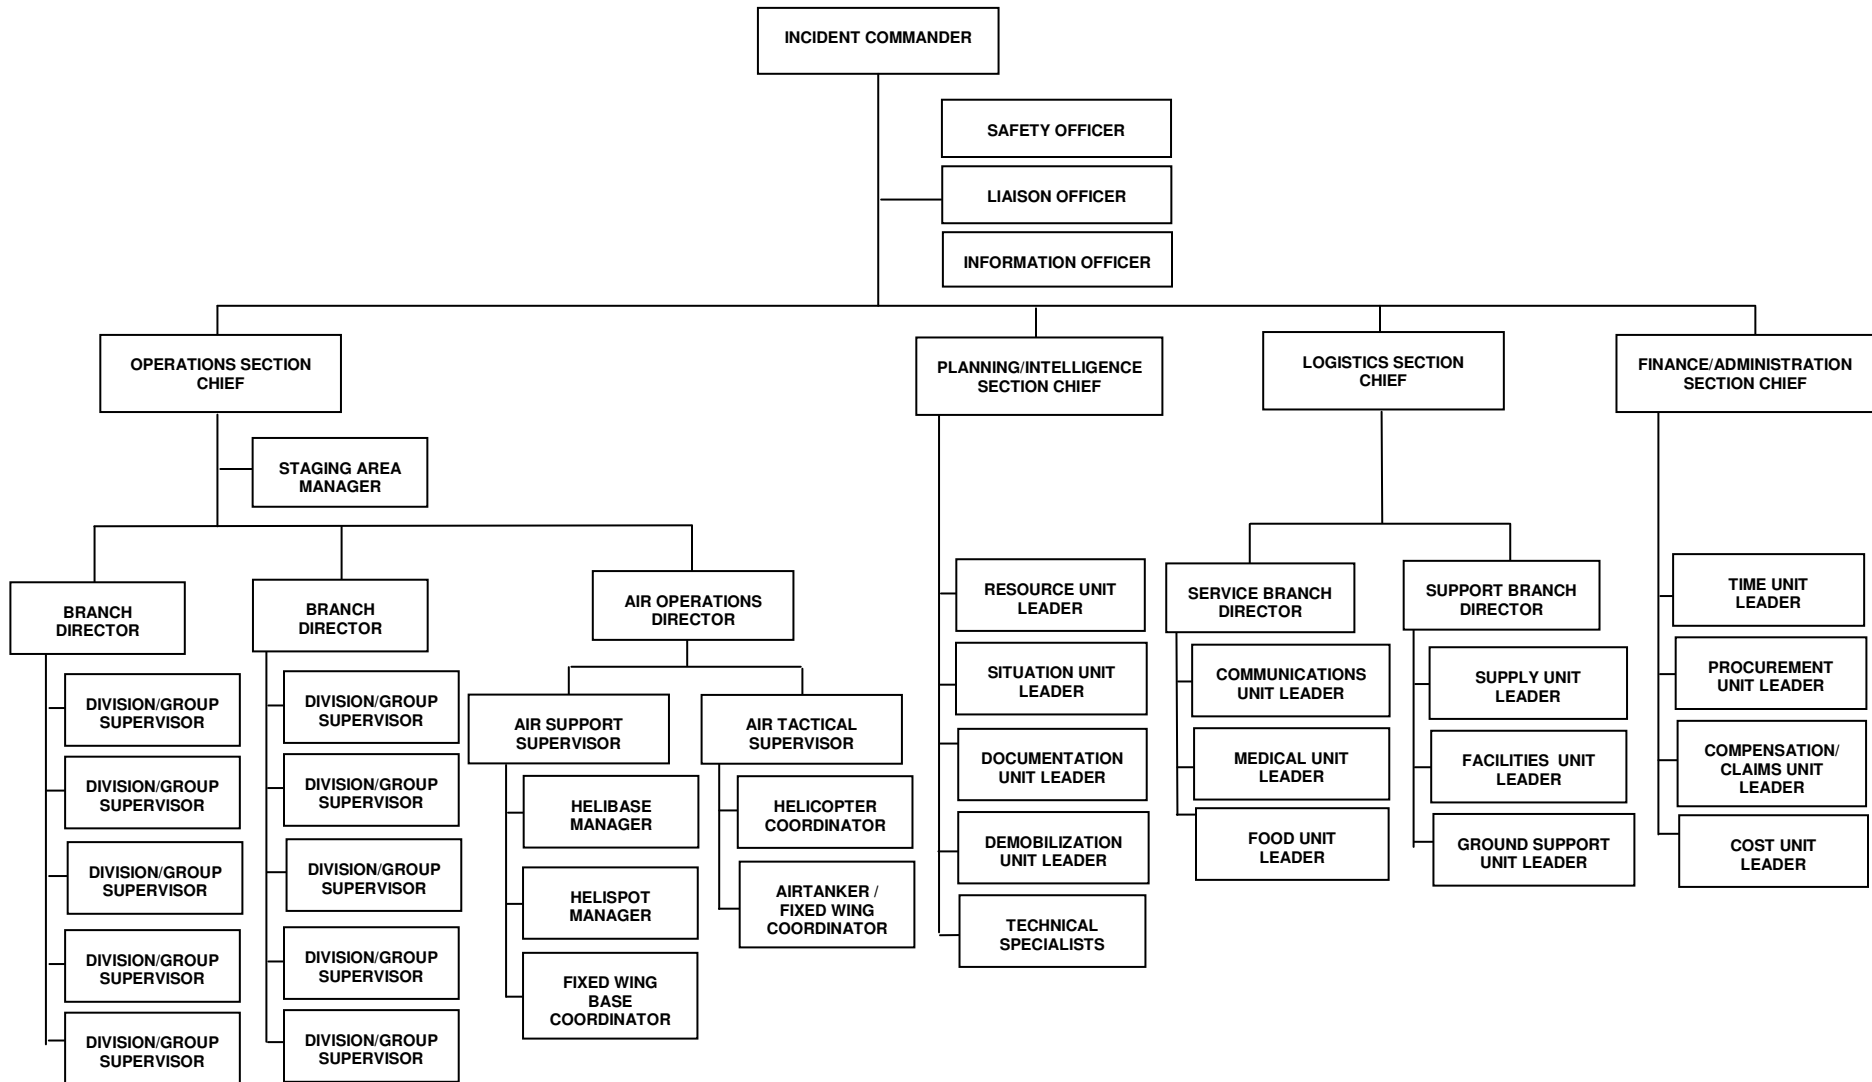 INCIDENT COMMANDER
SAFETY OFFICER
LIAISON OFFICER
INFORMATION OFFICER
OPERATIONS SECTION
CHIEF
PLANNING/INTELLIGENCE
SECTION CHIEF
LOGISTICS SECTION
CHIEF
FINANCE/ADMINISTRATION
SECTION CHIEF
STAGING AREA
MANAGER
BRANCH
DIRECTOR
DIVISION/GROUP
SUPERVISOR
DIVISION/GROUP
SUPERVISOR
DIVISION/GROUP
SUPERVISOR
DIVISION/GROUP
SUPERVISOR
DIVISION/GROUP
SUPERVISOR
BRANCH
DIRECTOR
DIVISION/GROUP
SUPERVISOR
DIVISION/GROUP
SUPERVISOR
DIVISION/GROUP
SUPERVISOR
DIVISION/GROUP
SUPERVISOR
DIVISION/GROUP
SUPERVISOR
AIR OPERATIONS
DIRECTOR
AIR SUPPORT
SUPERVISOR
HELIBASE
MANAGER
HELISPOT
MANAGER
FIXED WING
BASE
COORDINATOR
AIR TACTICAL
SUPERVISOR
HELICOPTER
COORDINATOR
AIRTANKER /
FIXED WING
COORDINATOR
RESOURCE UNIT
LEADER
SITUATION UNIT
LEADER
DOCUMENTATION
UNIT LEADER
DEMOBILIZATION
UNIT LEADER
TECHNICAL
SPECIALISTS
SERVICE BRANCH
DIRECTOR
COMMUNICATIONS
UNIT LEADER
MEDICAL UNIT
LEADER
FOOD UNIT
LEADER
SUPPORT BRANCH
DIRECTOR
SUPPLY UNIT
LEADER
FACILITIES  UNIT
LEADER
GROUND SUPPORT
UNIT LEADER
TIME UNIT
LEADER
PROCUREMENT
UNIT LEADER
COMPENSATION/
CLAIMS UNIT
LEADER
COST UNIT
LEADER